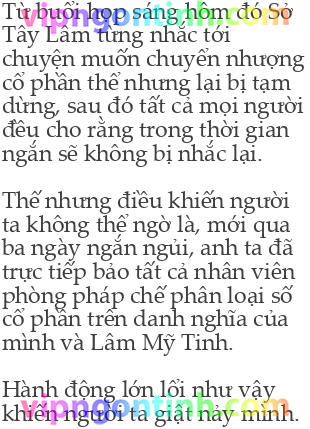 Từ buổi họp sáng hôm đó Sở
Tây Lâm từng nhắc tới
chuyện muốn chuyển nhượng
cổ phần thể nhưng lại bị tạm
dừng, sau đó tất cả mọi người
đều cho rằng trong thời gian
ngắn sẽ không bị nhắc lại.
Thế nhưng điều khiến người
ta không thể ngờ là, mới qua
ba ngày ngắn ngủi, anh ta đã
trực tiếp bảo tất cả nhân viên
phòng pháp chế phân loại số
cổ phần trên danh nghĩa của
mình và Lâm Mỹ Tinh.
Hành động lớn lối như vậy
khiến người ta giật nảy mình.
vipngontinh.com
vipngontinh.com